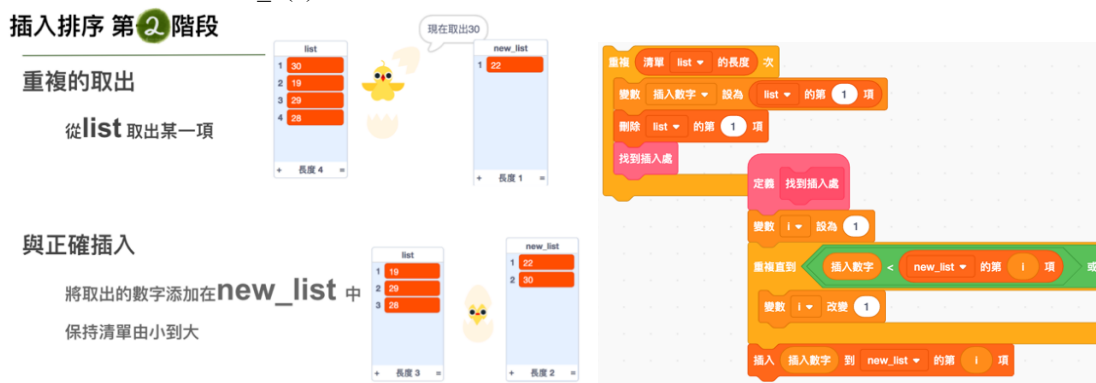 插入排序 第2階段
重複的取出
從list 取出某一項
list
1 30
2 19
3 29
4 28
+ 長度 4 =
現在取出30
new_list
1 22
+ 長度 1 =
與正確插入
將取出的數字添加在new_list 中
保持清單由小到大
list
1 19
2 29
3 28
+ 長度 3 =
new_list
1 22
2 30
+ 長度 2 =
重複 清單 list 的長度 次
變數 插入數字 設為 list 的第 1 項
刪除 list 的第 1 項
找到插入處
定義 找到插入處
變數 i 設為 1
重複直到 插入數字 < new_list 的第 i 項 或
變數 i 改變 1
插入 插入數字 到 new_list 的第 i 項